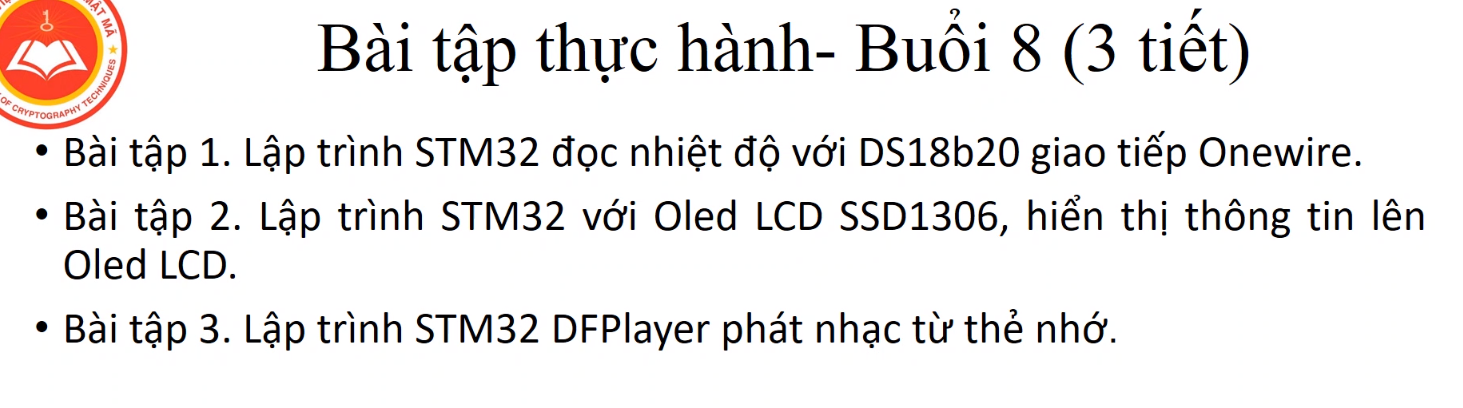 MẬT MÃ
OF CRYPTOGRAPHY TECHNIQUES
Bài tập thực hành- Buổi 8 (3 tiết)
• Bài tập 1. Lập trình STM32 đọc nhiệt độ với DS18b20 giao tiếp Onewire.
• Bài tập 2. Lập trình STM32 với Oled LCD SSD1306, hiển thị thông tin lên
Oled LCD.
• Bài tập 3. Lập trình STM32 DFPlayer phát nhạc từ thẻ nhớ.